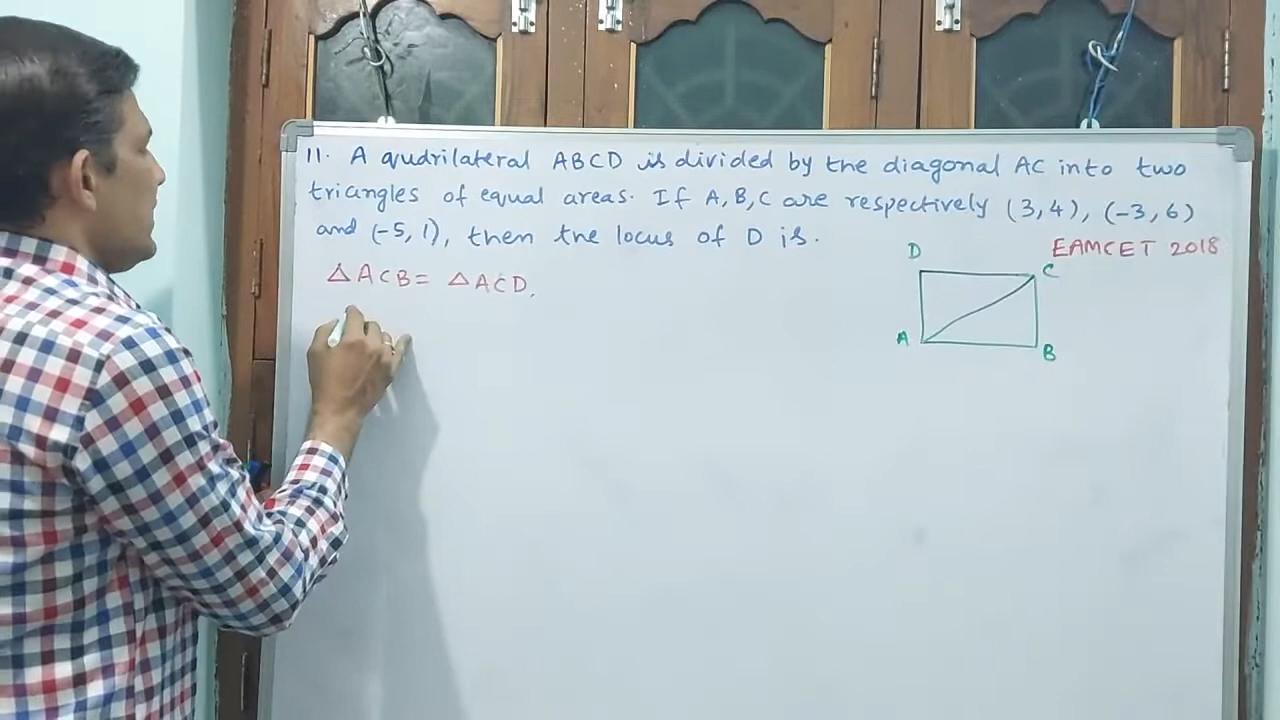 11. A qudrilateral ABCD is divided by the diagonal AC into two
triangles of equal areas. If A,B,C are respectively (3,4), (-3,6)
and (-5,1), then the locus of D is.
EAMCET 2018
△ACB = △ACD.
D
C
A
B